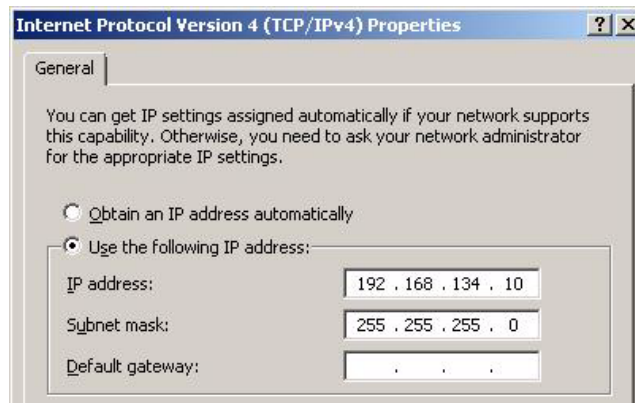 Internet Protocol Version 4 (TCP/IPv4) Properties
General
You can get IP settings assigned automatically if your network supports
this capability. Otherwise, you need to ask your network administrator
for the appropriate IP settings.
Obtain an IP address automatically
Use the following IP address:
IP address: 192 . 168 . 134 . 10
Subnet mask: 255 . 255 . 255 . 0
Default gateway: . . .